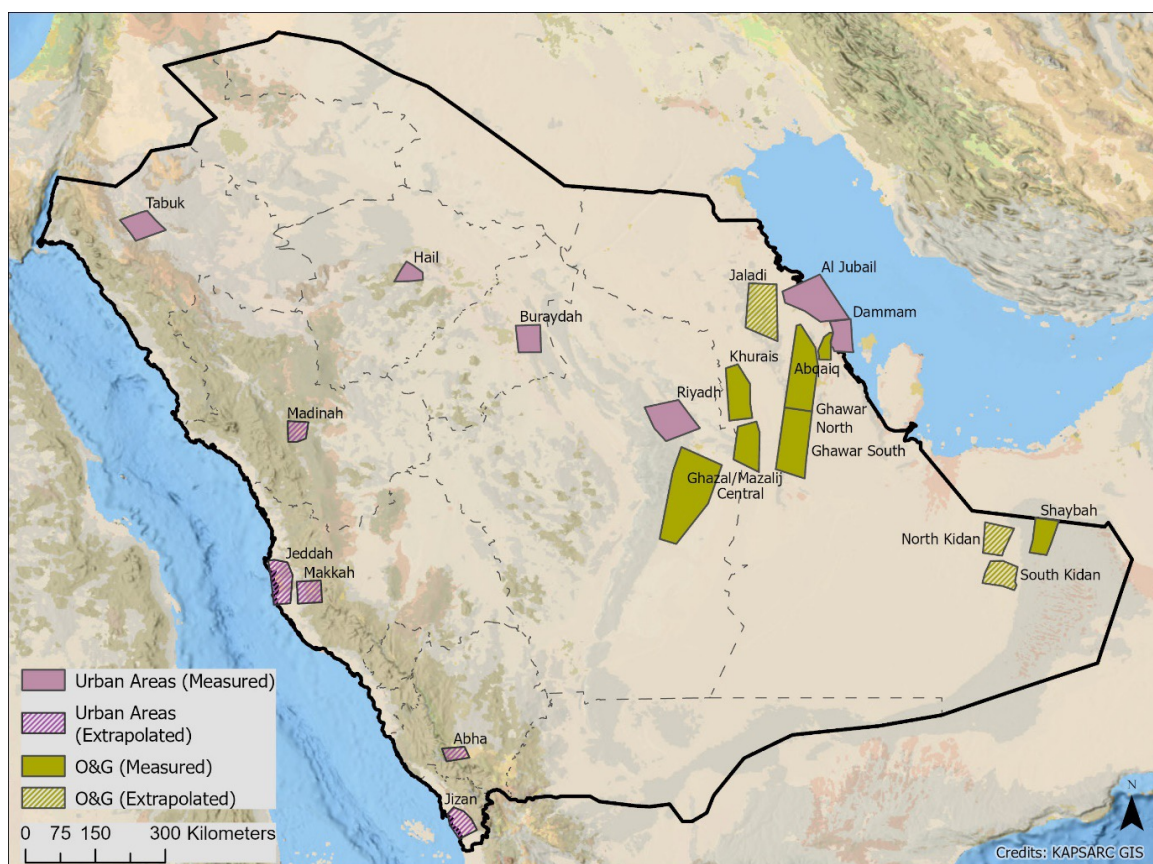 Tabuk
Hail
Jaladi
Al Jubail
Buraydah
Dammam
Khurais
Abqaiq
Riyadh
Madinah
Ghawar
North
Ghawar South
Ghazal/Mazalij
Central
Shaybah
North Kidan
Jeddah
Makkah
South Kidan
Urban Areas (Measured)
Urban Areas
(Extrapolated)
O&G (Measured)
O&G (Extrapolated)
Abha
Jizan
N
0 75 150 300 Kilometers
Credits: KAPSARC GIS